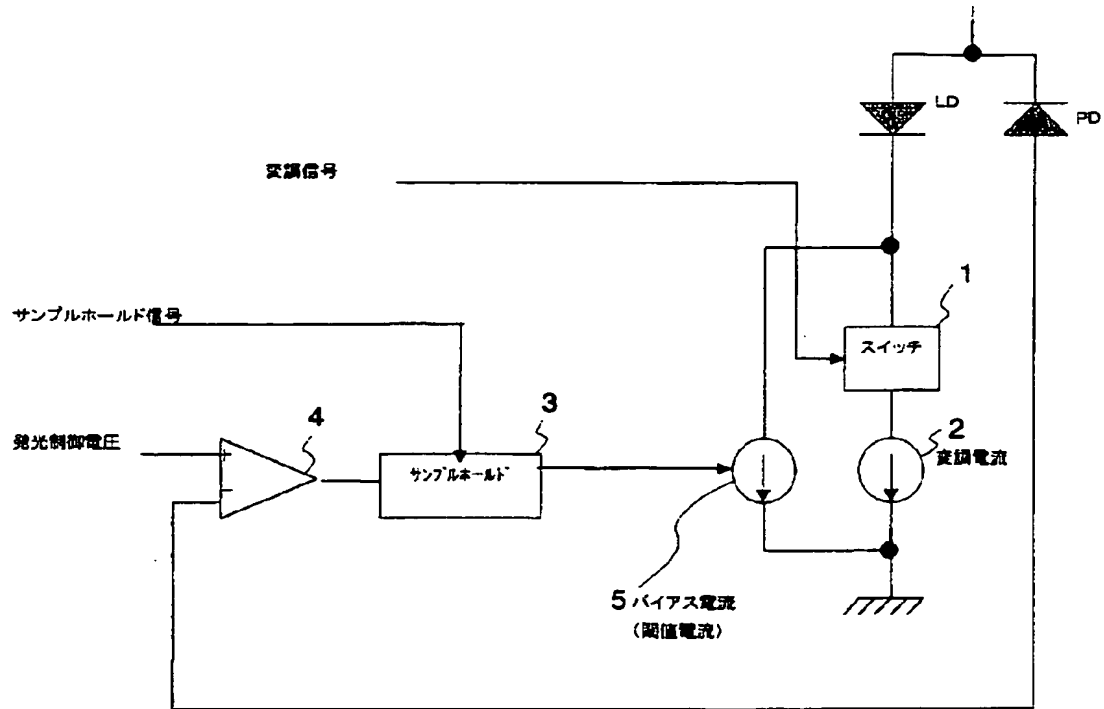 LD
PD
変調信号
1
サンプルホールド信号
スイッチ
発光制御電圧
4
3
2
変調電流
サンプルホールド
5 バイアス電流
(閾値電流)